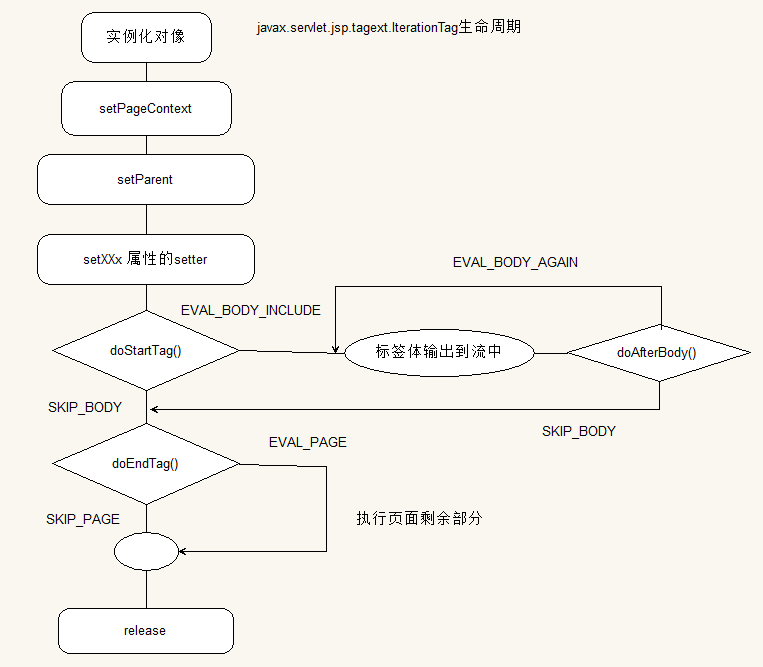 实例化对像
javax.servlet.jsp.tagext.IterationTag生命周期
setPageContext
setParent
setXXx 属性的setter
EVAL_BODY_AGAIN
EVAL_BODY_INCLUDE
doStartTag()
标签体输出到流中
doAfterBody()
SKIP_BODY
SKIP_BODY
EVAL_PAGE
doEndTag()
SKIP_PAGE
执行页面剩余部分
release